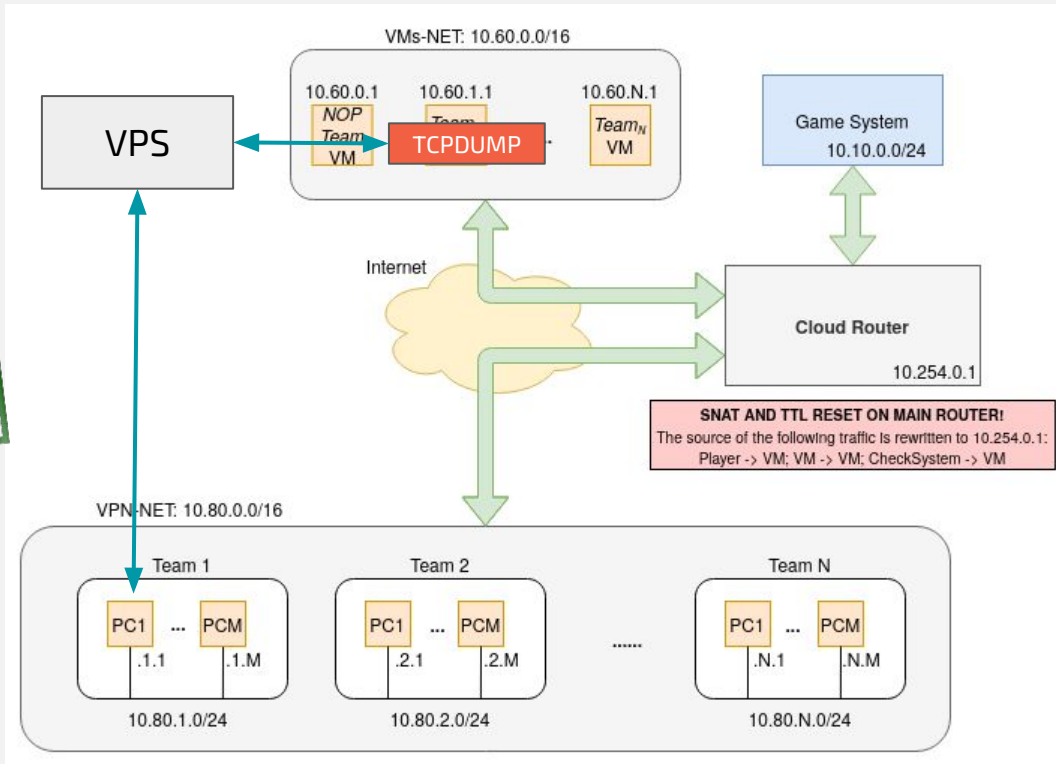 VMs-NET: 10.60.0.0/16
10.60.0.1
10.60.1.1
10.60.N.1
VPS
NOP
Team
VM
Team
TCPDUMP
..
TeamN
VM
Game System
10.10.0.0/24
Internet
Cloud Router
10.254.0.1
SNAT AND TTL RESET ON MAIN ROUTER!
The source of the following traffic is rewritten to 10.254.0.1:
Player -> VM; VM -> VM; CheckSystem -> VM
VPN-NET: 10.80.0.0/16
Team 1
Team 2
Team N
PC1
...
PCM
PC1
...
PCM
......
PC1
...
PCM
.1.1
.1.M
.2.1
.2.M
.N.1
.N.M
10.80.1.0/24
10.80.2.0/24
10.80.N.0/24